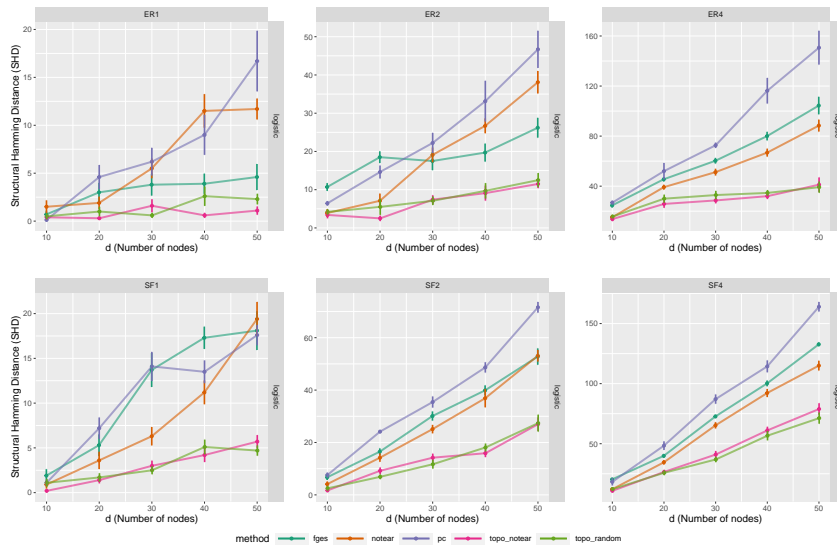 ER1
ER2
ER4
Structural Hamming Distance (SHD)
20
15
10
5
0
50
40
30
20
10
0
160
120
80
40
logistic
logistic
logistic
10 20 30 40 50
10 20 30 40 50
10 20 30 40 50
d (Number of nodes)
d (Number of nodes)
d (Number of nodes)
SF1
SF2
SF4
Structural Hamming Distance (SHD)
20
15
10
5
0
60
40
20
0
150
100
50
logistic
logistic
logistic
10 20 30 40 50
10 20 30 40 50
10 20 30 40 50
d (Number of nodes)
d (Number of nodes)
d (Number of nodes)
method fges notear pc topo_notear topo_random